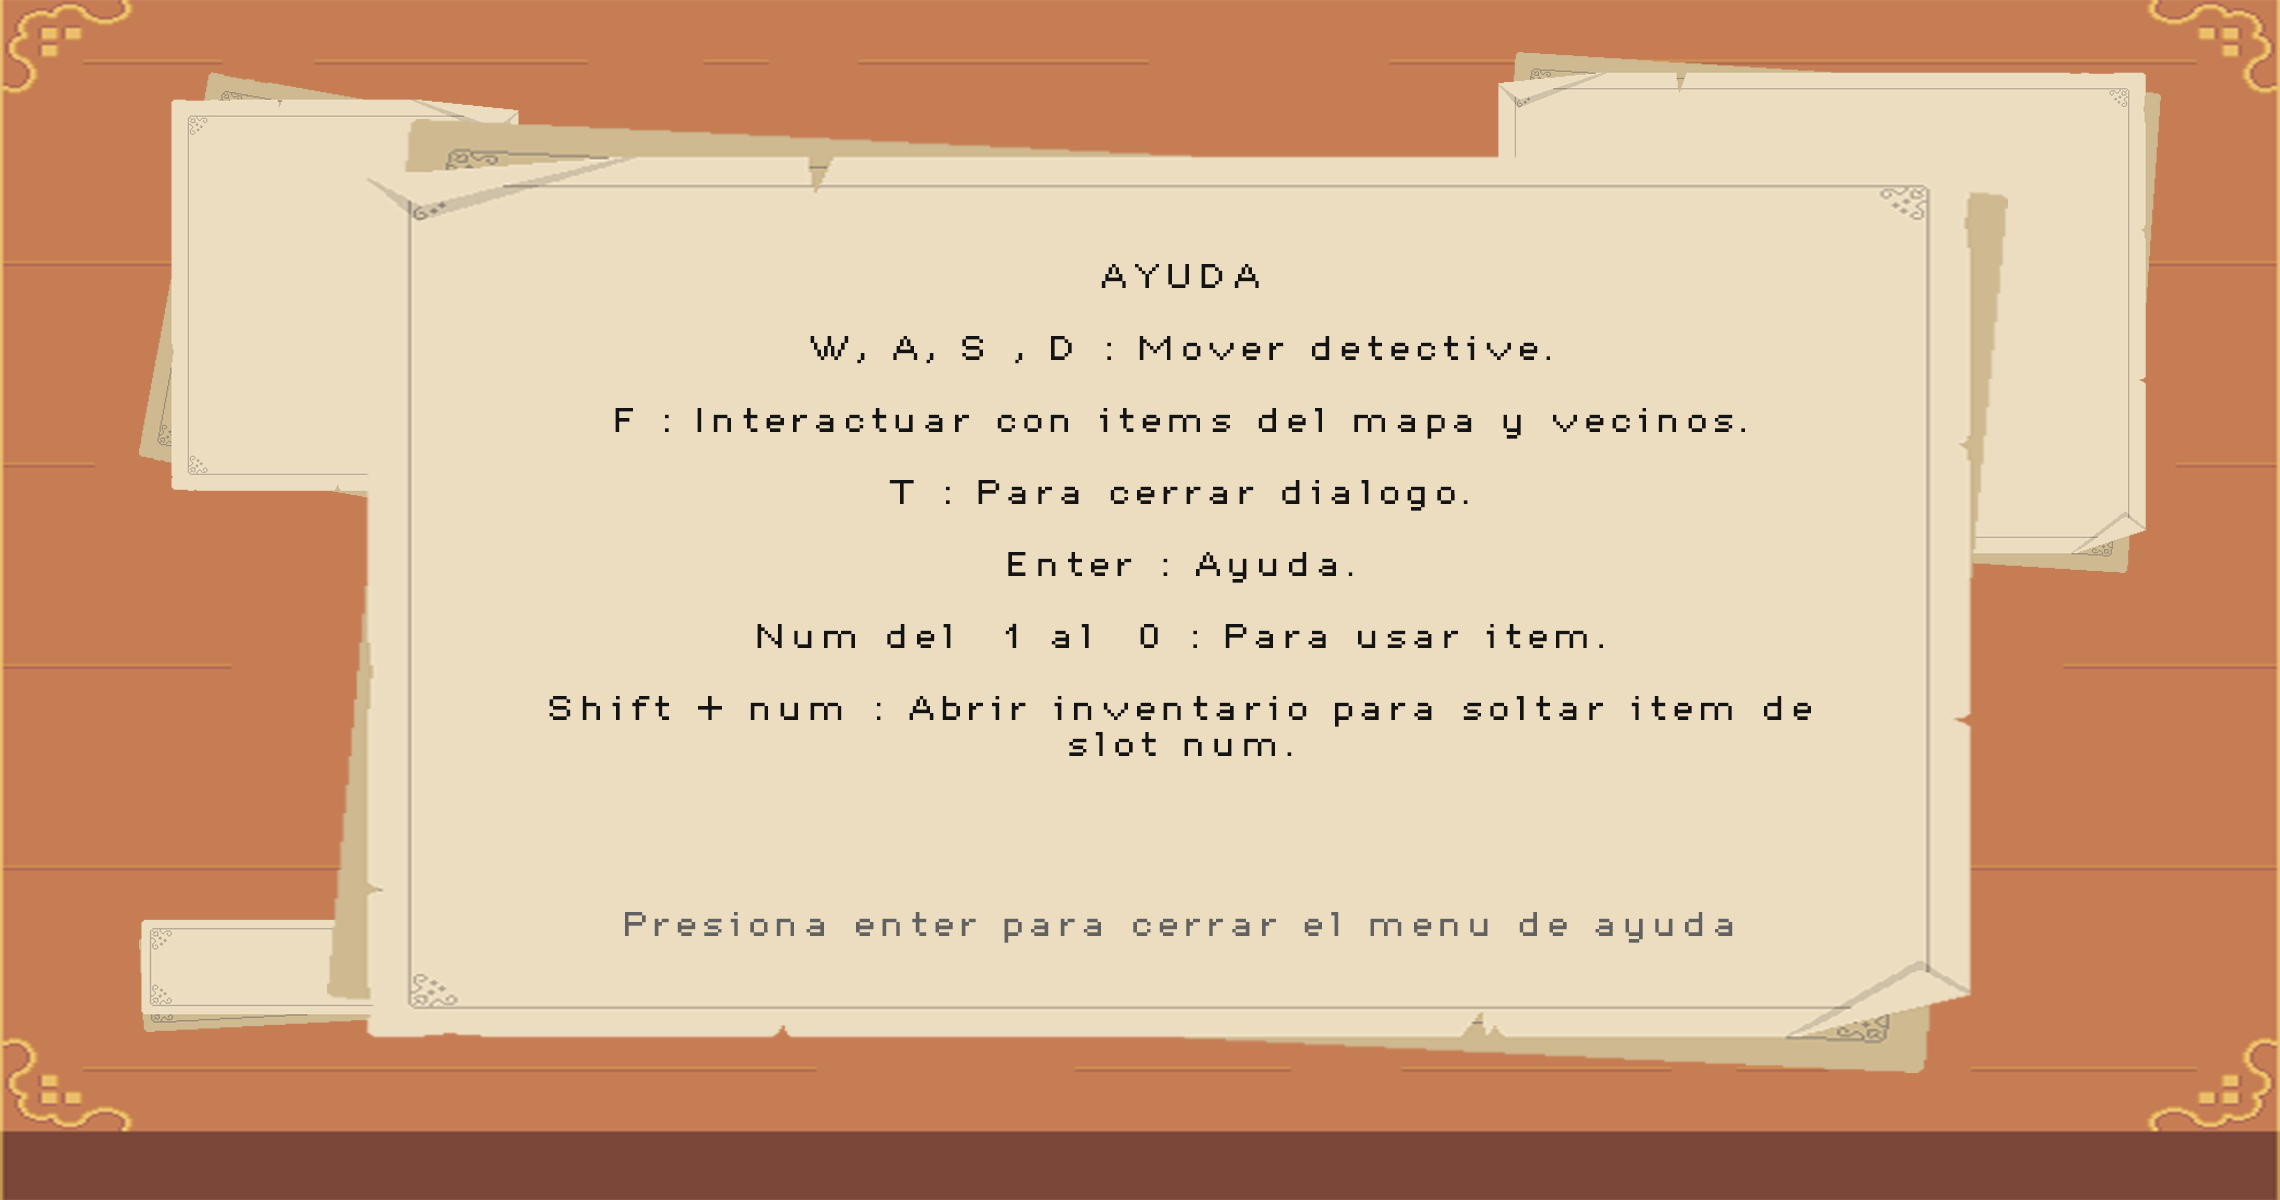 AYUDA
W, A, S , D : Mover detective.
F : Interactuar con items del mapa y vecinos.
T : Para cerrar dialogo.
Enter : Ayuda.
Num del 1 al 0 : Para usar item.
Shift + num : Abrir inventario para soltar item de
slot num.
Presiona enter para cerrar el menu de ayuda